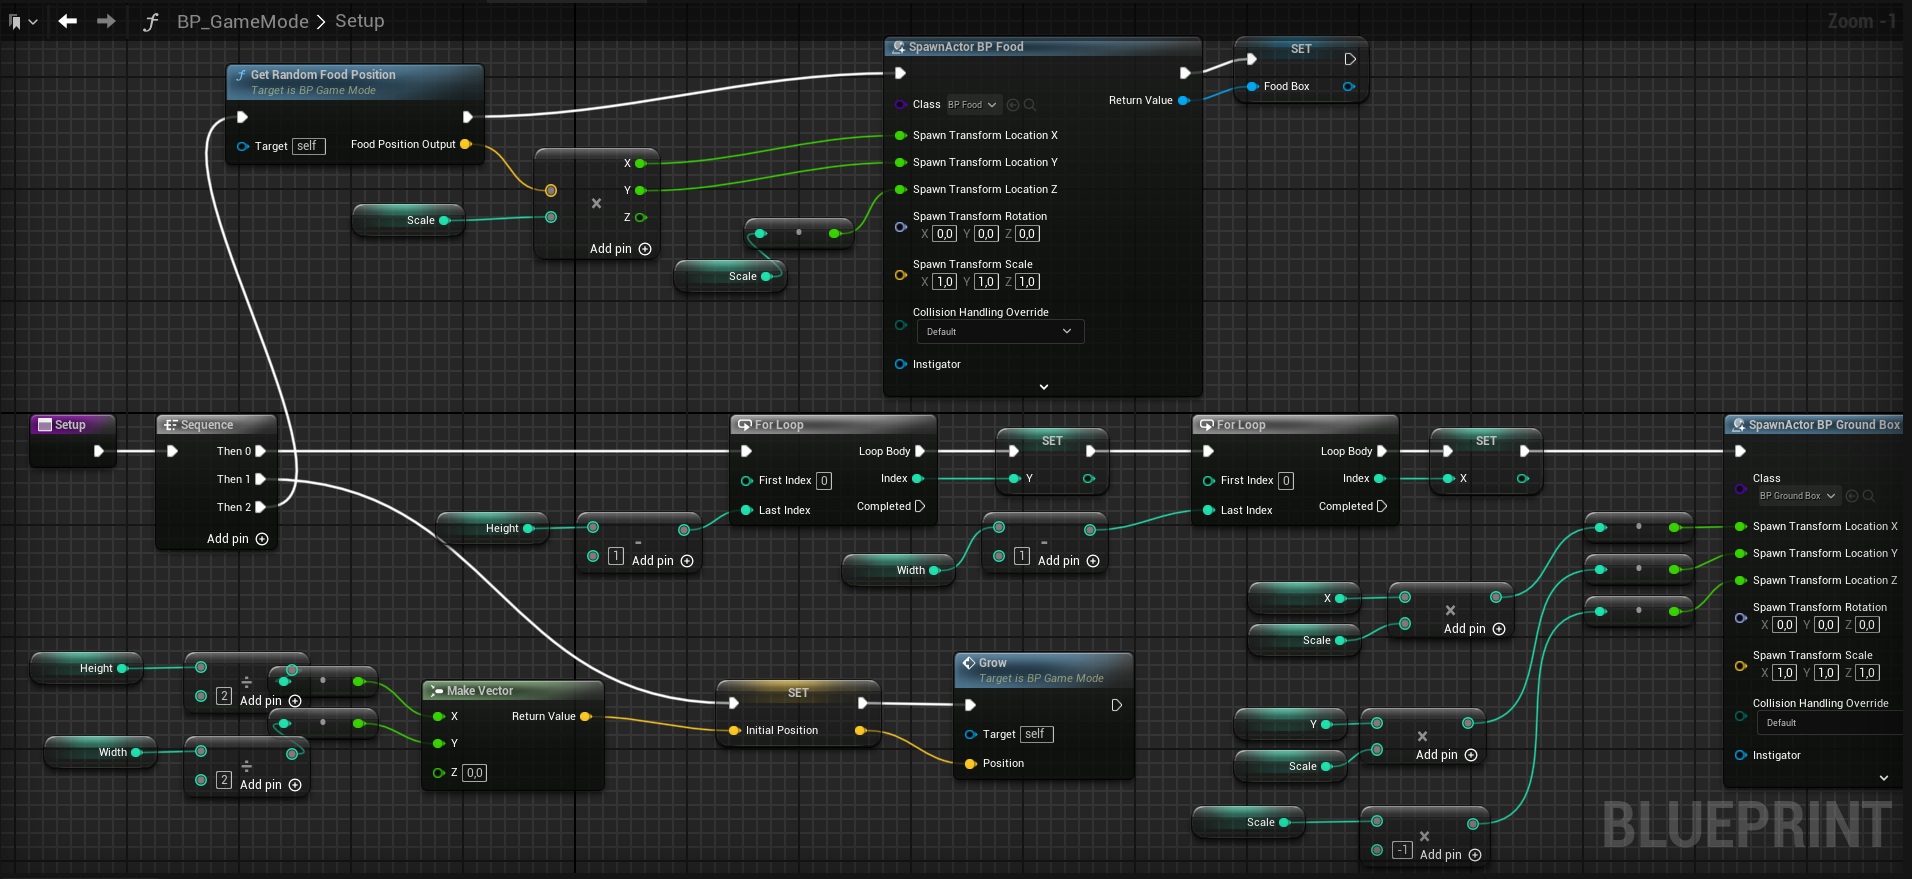 BP_GameMode > Setup
Zoom -1
Get Random Food Position
Target is BP Game Mode
Target self
Food Position Output
Scale
X
Y
Z
Add pin
Scale
SpawnActor BP Food
Class BP Food
Return Value
Spawn Transform Location X
Spawn Transform Location Y
Spawn Transform Location Z
Spawn Transform Rotation
X 0,0 Y 0,0 Z 0,0
Spawn Transform Scale
X 1,0 Y 1,0 Z 1,0
Collision Handling Override
Default
Instigator
SET
Food Box
Setup
Sequence
Then 0
Then 1
Then 2
Add pin
Height
1 Add pin
For Loop
Loop Body
First Index 0
Index
Last Index
Completed
SET
Y
Width
1 Add pin
For Loop
Loop Body
First Index 0
Index
Last Index
Completed
SET
X
X
Scale
Add pin
Y
Scale
Add pin
Scale
-1 Add pin
SpawnActor BP Ground Box
Class
BP Ground Box
Spawn Transform Location X
Spawn Transform Location Y
Spawn Transform Location Z
Spawn Transform Rotation
X 0,0 Y 0,0 Z 0,0
Spawn Transform Scale
X 1,0 Y 1,0 Z 1,0
Collision Handling Override
Default
Instigator
Height
2 Add pin
Width
2 Add pin
Make Vector
X
Return Value
Y
Z 0,0
SET
Initial Position
Grow
Target is BP Game Mode
Target self
Position
BLUEPRINT